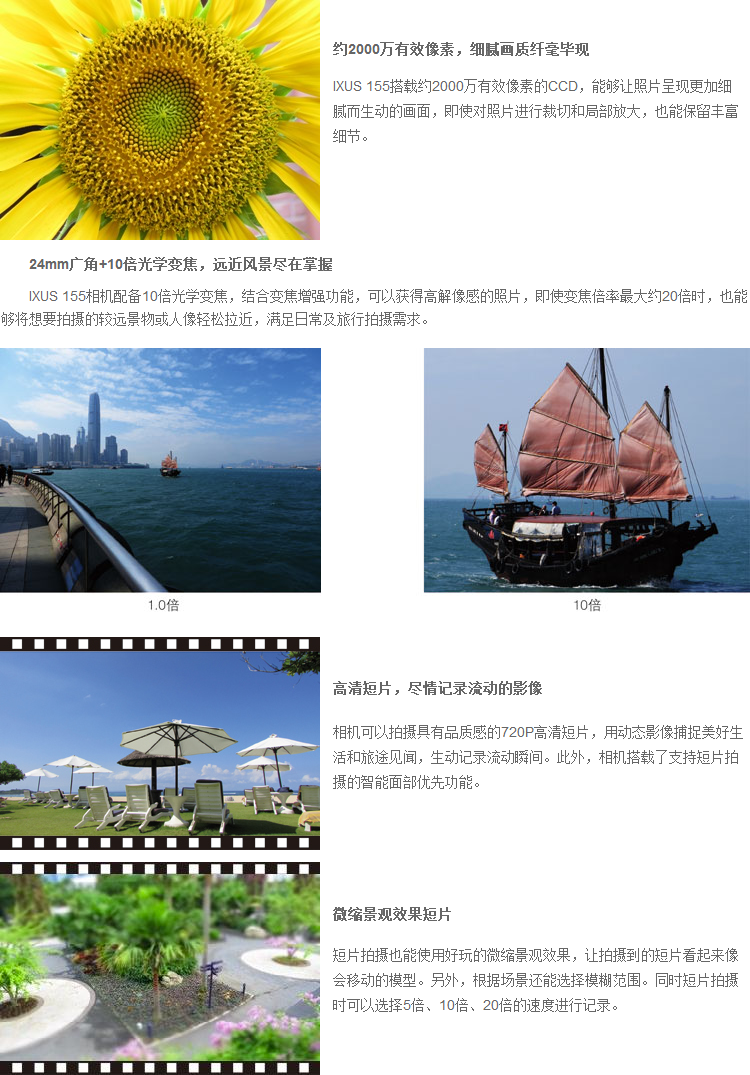 约2000万有效像素，细腻画质纤毫毕现
IXUS 155搭载约2000万有效像素的CCD，能够让照片呈现更加细
腻而生动的画面，即使对照片进行裁切和局部放大，也能保留丰富
细节。
24mm广角+10倍光学变焦，远近风景尽在掌握
IXUS 155相机配备10倍光学变焦，结合变焦增强功能，可以获得高解像感的照片，即使变焦倍率最大约20倍时，也能
够将想要拍摄的较远景物或人像轻松拉近，满足日常及旅行拍摄需求。
1.0倍
10倍
高清短片，尽情记录流动的影像
相机可以拍摄具有品质感的720P高清短片，用动态影像捕捉美好生
活和旅途见闻，生动记录流动瞬间。此外，相机搭载了支持短片拍
摄的智能面部优先功能。
微缩景观效果短片
短片拍摄也能使用好玩的微缩景观效果，让拍摄到的短片看起来像
会移动的模型。另外，根据场景还能选择模糊范围。同时短片拍摄
时可以选择5倍、10倍、20倍的速度进行记录。